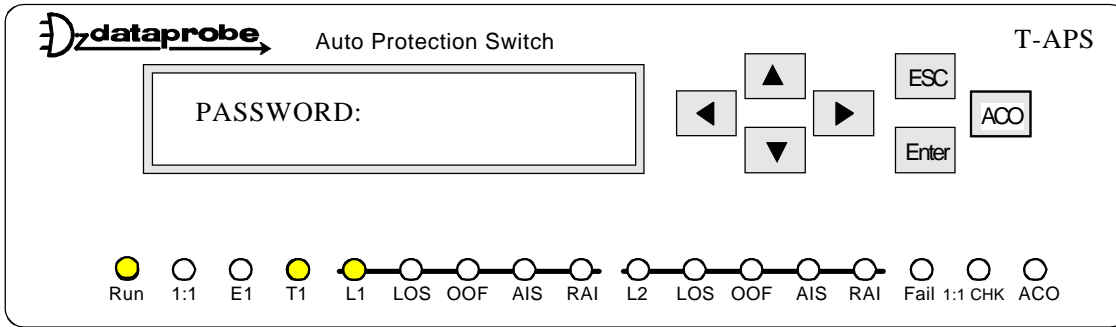 dataprobe
Auto Protection Switch
T-APS
PASSWORD:
ESC
ACO
Enter
Run 1:1 E1 T1 L1 LOS OOF AIS RAI L2 LOS OOF AIS RAI Fail 1:1 CHK ACO